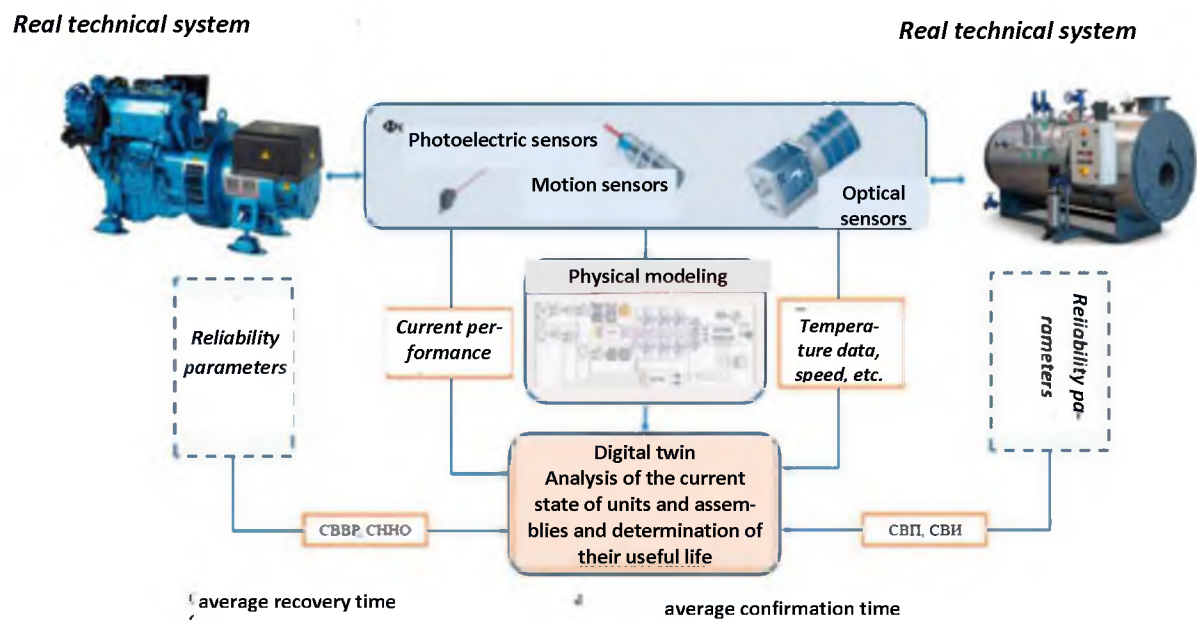 Real technical system
Real technical system
Photoelectric sensors
Motion sensors
Optical
sensors
Physical modeling
Reliability
parameters
Current per-
formance
Tempera-
ture data,
speed, etc.
Reliability pa-
rameters
Digital twin
Analysis of the current
state of units and assem-
blies and determination of
their useful life
СВВР, СННО
СВП, СВИ
average recovery time
average confirmation time